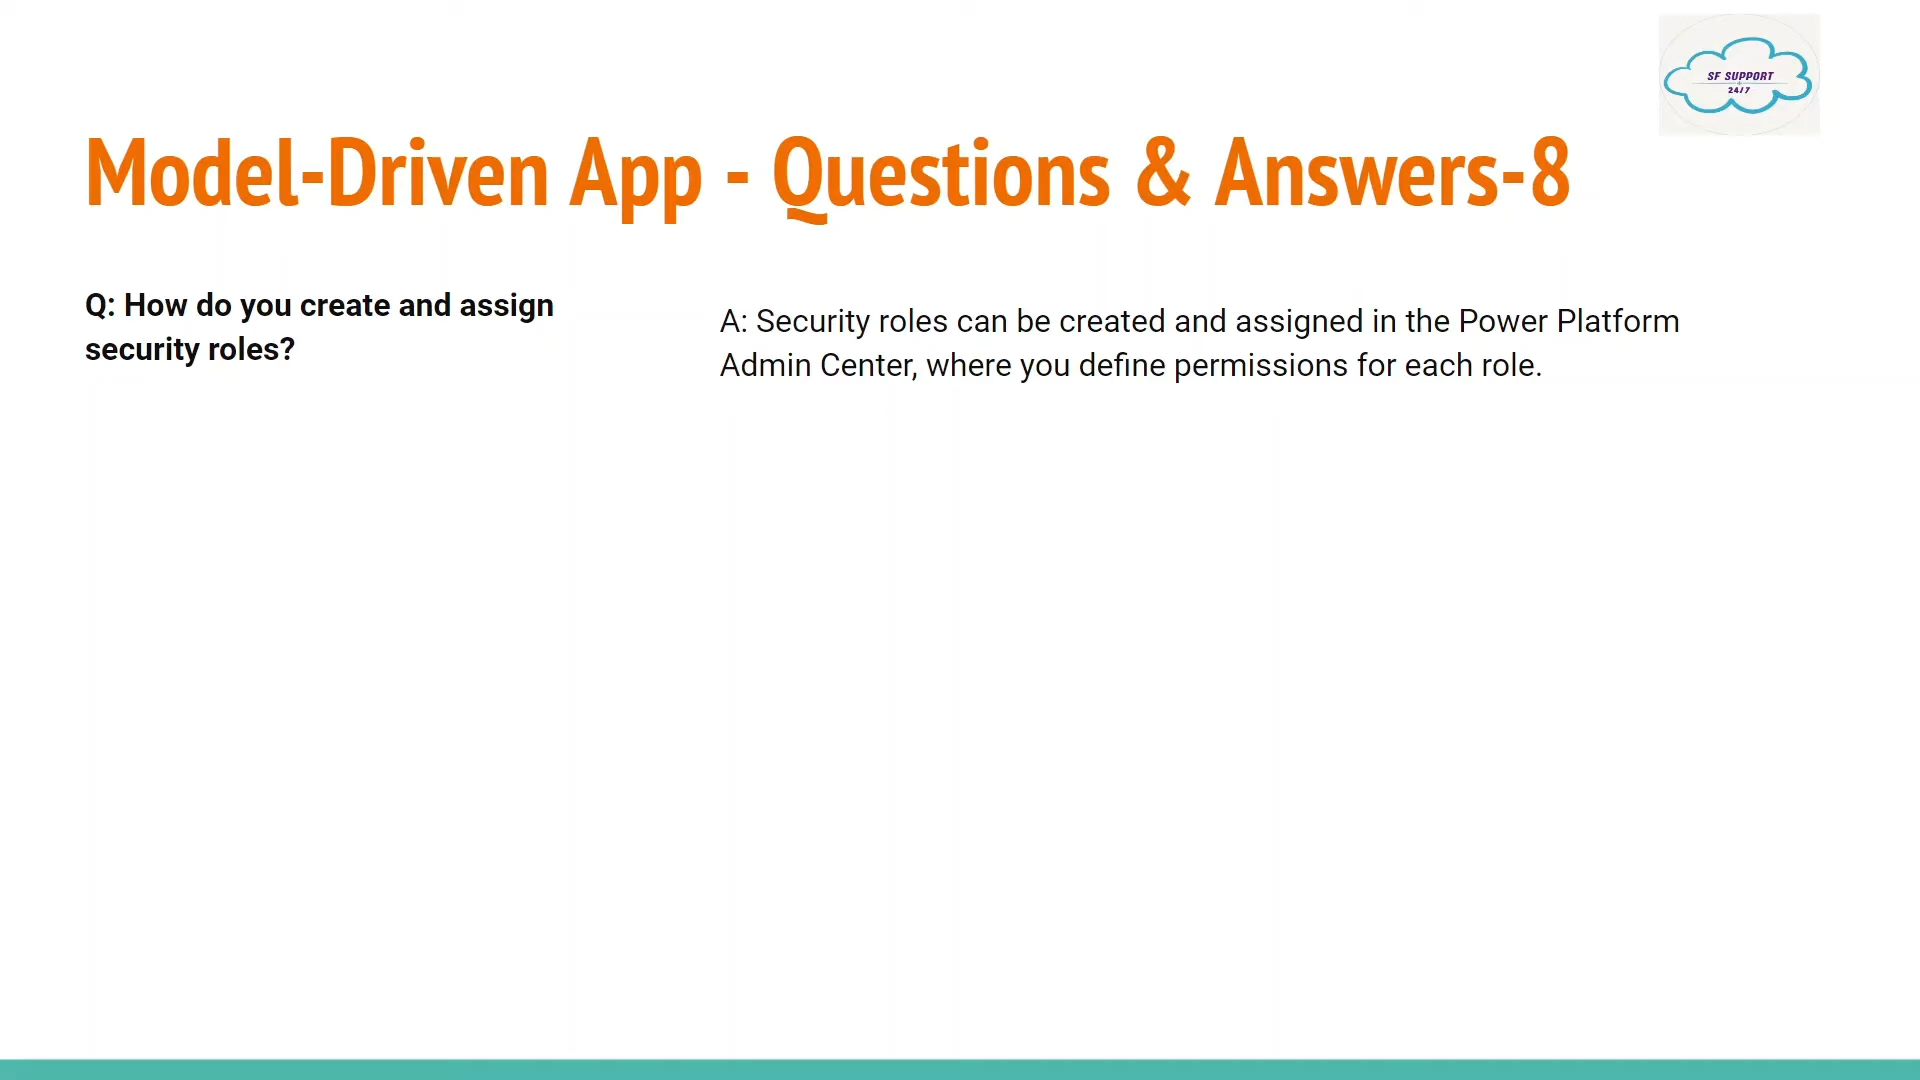 SF SUPPORT
24/7
Model-Driven App - Questions & Answers-8
Q: How do you create and assign
security roles?
A: Security roles can be created and assigned in the Power Platform
Admin Center, where you define permissions for each role.